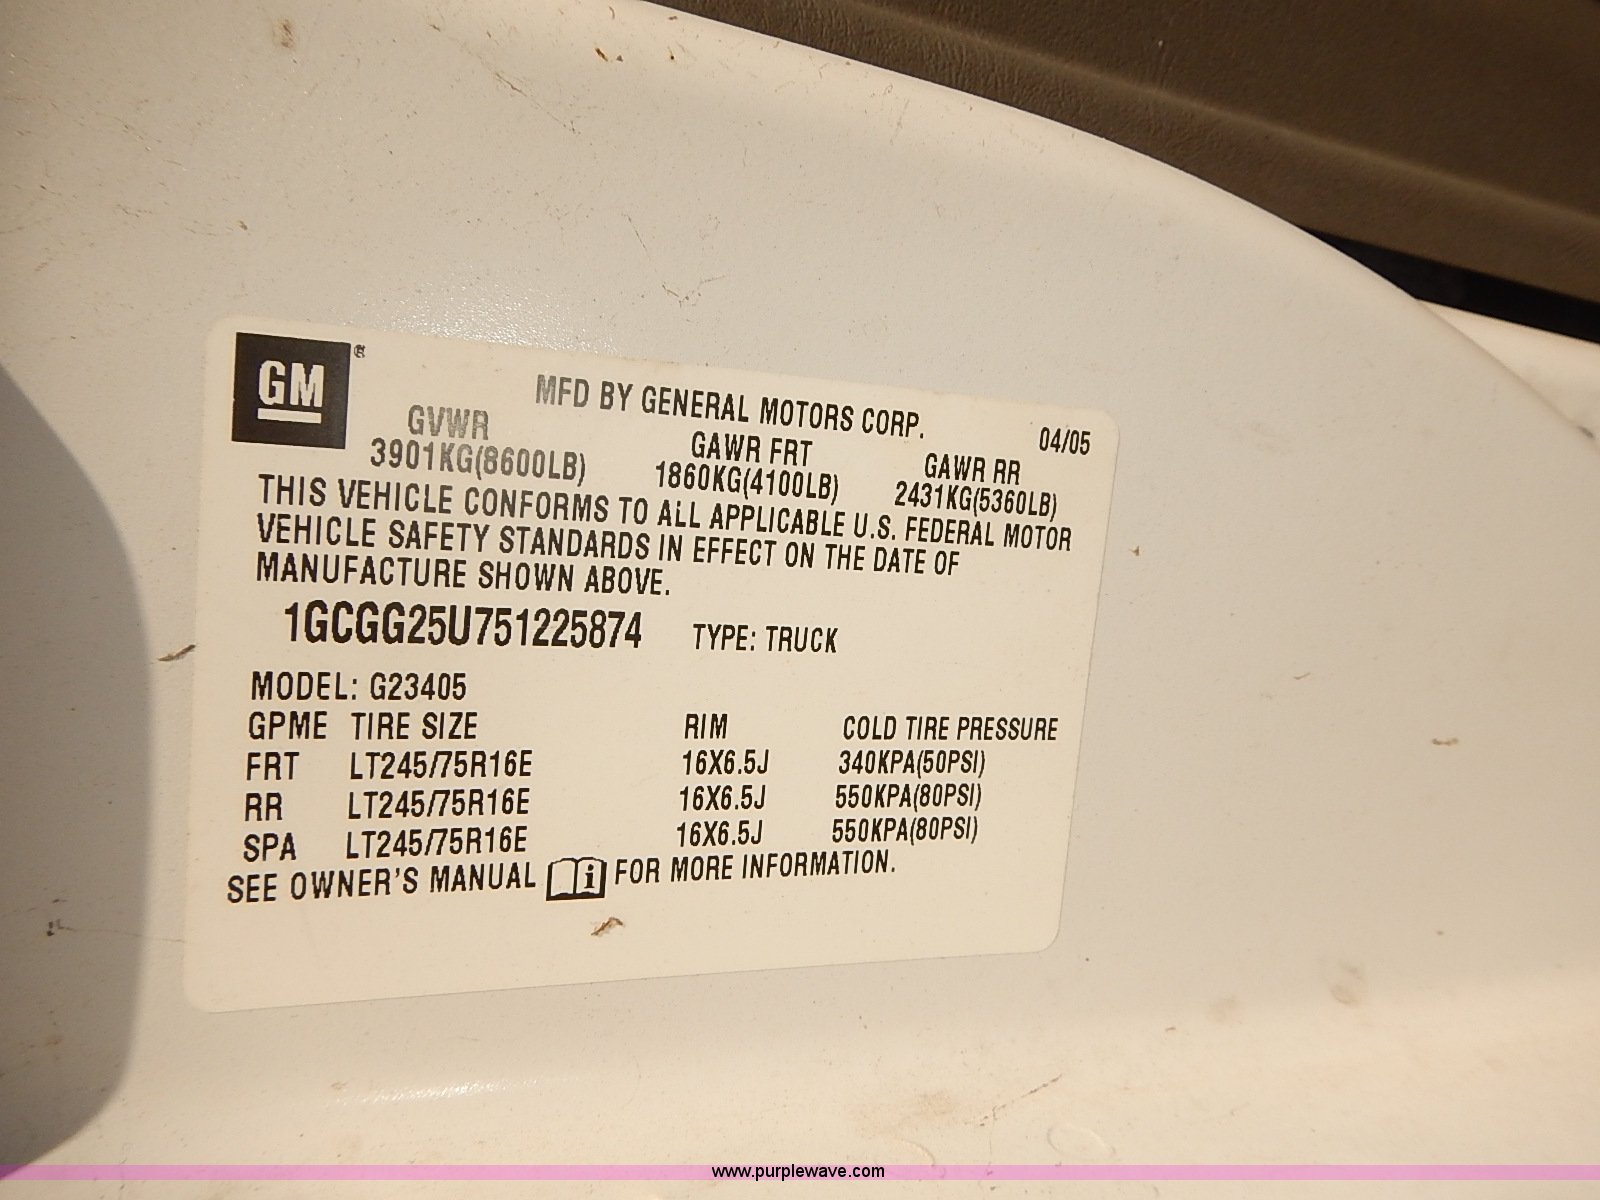 GM®
MFD BY GENERAL MOTORS CORP. 04/05
GVWR GAWR FRT GAWR RR
3901KG(8600LB) 1860KG(4100LB) 2431KG(5360LB)
THIS VEHICLE CONFORMS TO ALL APPLICABLE U.S. FEDERAL MOTOR
VEHICLE SAFETY STANDARDS IN EFFECT ON THE DATE OF
MANUFACTURE SHOWN ABOVE.
1GCGG25U751225874 TYPE: TRUCK
MODEL: G23405
GPME TIRE SIZE RIM COLD TIRE PRESSURE
FRT LT245/75R16E 16X6.5J 340KPA(50PSI)
RR LT245/75R16E 16X6.5J 550KPA(80PSI)
SPA LT245/75R16E 16X6.5J 550KPA(80PSI)
SEE OWNER'S MANUAL i FOR MORE INFORMATION.
www.purplewave.com